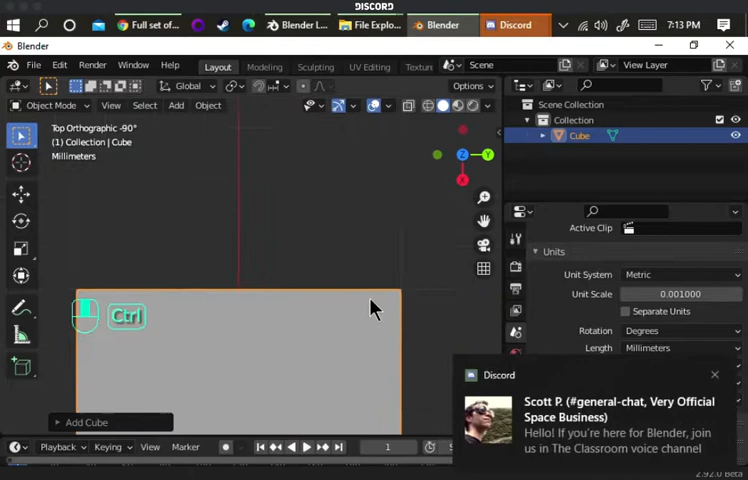 DISCORD
Full set of...
Blender L...
File Explo...
Blender
Discord
7:13 PM
Blender
File Edit Render Window Help Layout Modeling Sculpting UV Editing Textur
Scene
View Layer
Global
Options
Object Mode View Select Add Object
Top Orthographic -90°
(1) Collection | Cube
Millimeters
Z
Y
X
Scene Collection
Collection
Cube
Active Clip
Units
Unit System Metric
Unit Scale 0.001000
Separate Units
Rotation Degrees
Length Millimeters
Ctrl
Add Cube
Discord
Scott P. (#general-chat, Very Official
Space Business)
Hello! If you're here for Blender, join
us in The Classroom voice channel
Playback Keying View Marker
1
2.92.0 Beta